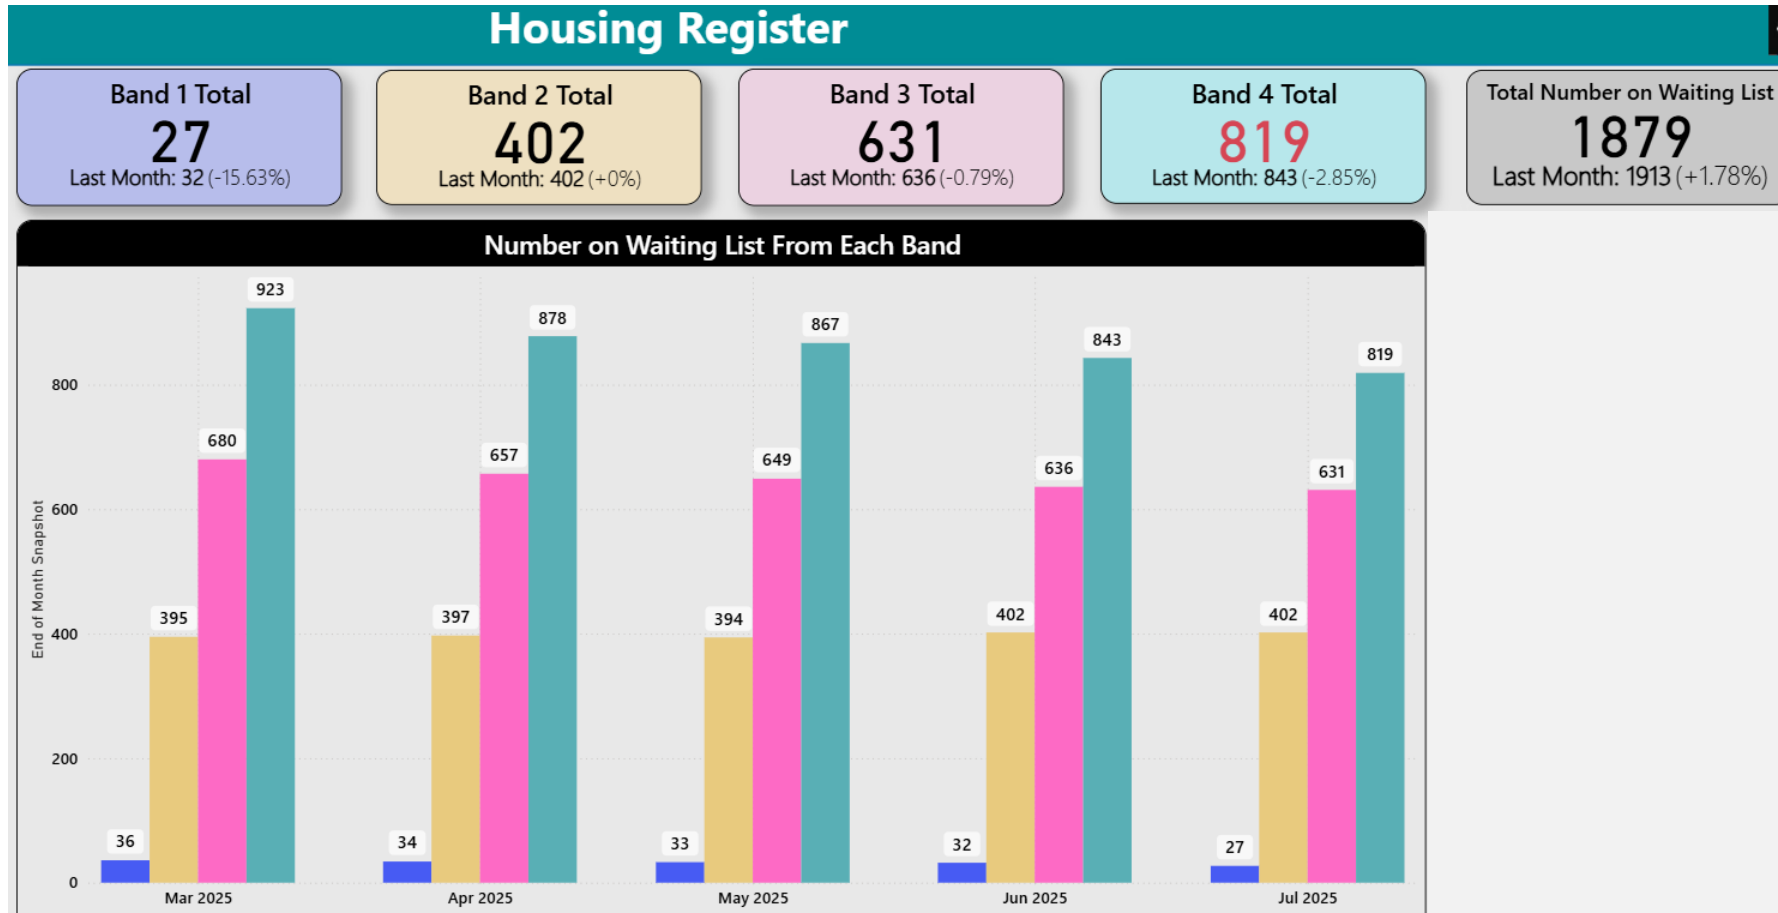 Housing Register
Band 1 Total
27
Last Month: 32 (-15.63%)
Band 2 Total
402
Last Month: 402 (+0%)
Band 3 Total
631
Last Month: 636 (-0.79%)
Band 4 Total
819
Last Month: 843 (-2.85%)
Total Number on Waiting List
1879
Last Month: 1913 (+1.78%)
Number on Waiting List From Each Band
End of Month Snapshot
800
600
400
200
0
36
395
680
923
34
397
657
878
33
394
649
867
32
402
636
843
27
402
631
819
Mar 2025
Apr 2025
May 2025
Jun 2025
Jul 2025